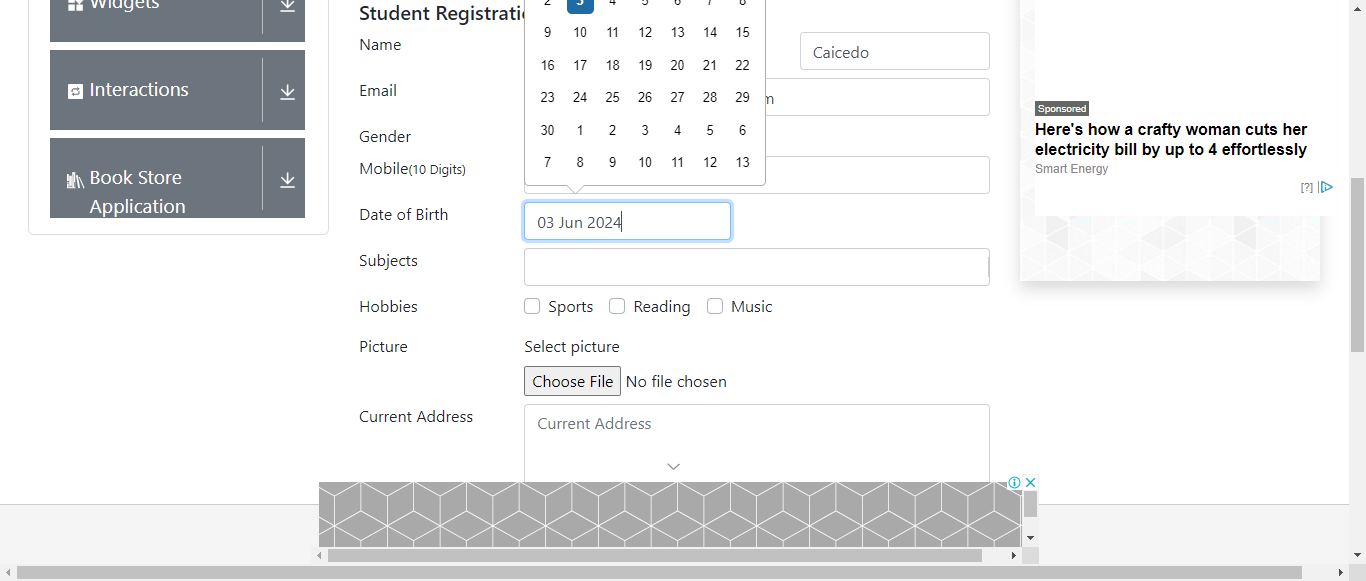 Widgets
Interactions
Book Store
Application
Student Registrati
Name
Caicedo
Email
m
Gender
Mobile(10 Digits)
2 3 4 5 6 7 8
9 10 11 12 13 14 15
16 17 18 19 20 21 22
23 24 25 26 27 28 29
30 1 2 3 4 5 6
7 8 9 10 11 12 13
Date of Birth
03 Jun 2024
Subjects
Hobbies
Sports Reading Music
Picture
Select picture
Choose File No file chosen
Current Address
Current Address
Sponsored
Here's how a crafty woman cuts her
electricity bill by up to 4 effortlessly
Smart Energy
[?]